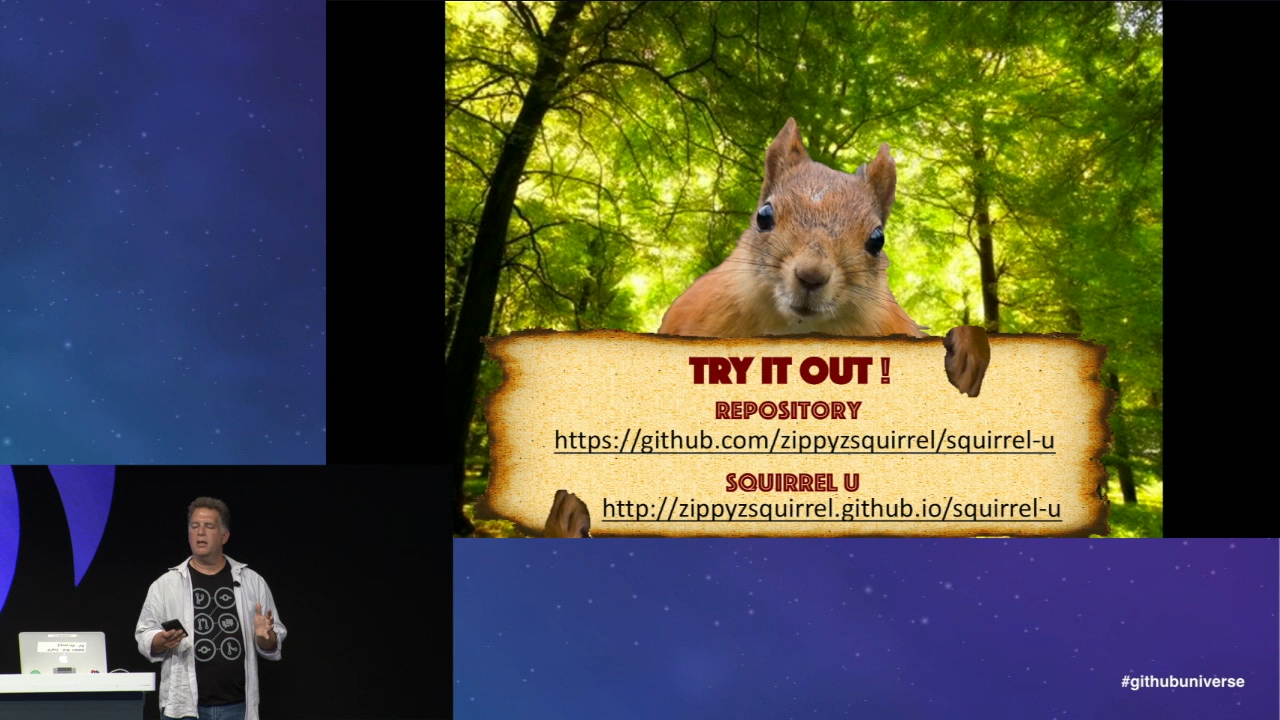 TRY IT OUT !
REPOSITORY
https://github.com/zippyzsquirrel/squirrel-u
SQUIRREL U
http://zippyzsquirrel.github.io/squirrel-u
#githubuniverse